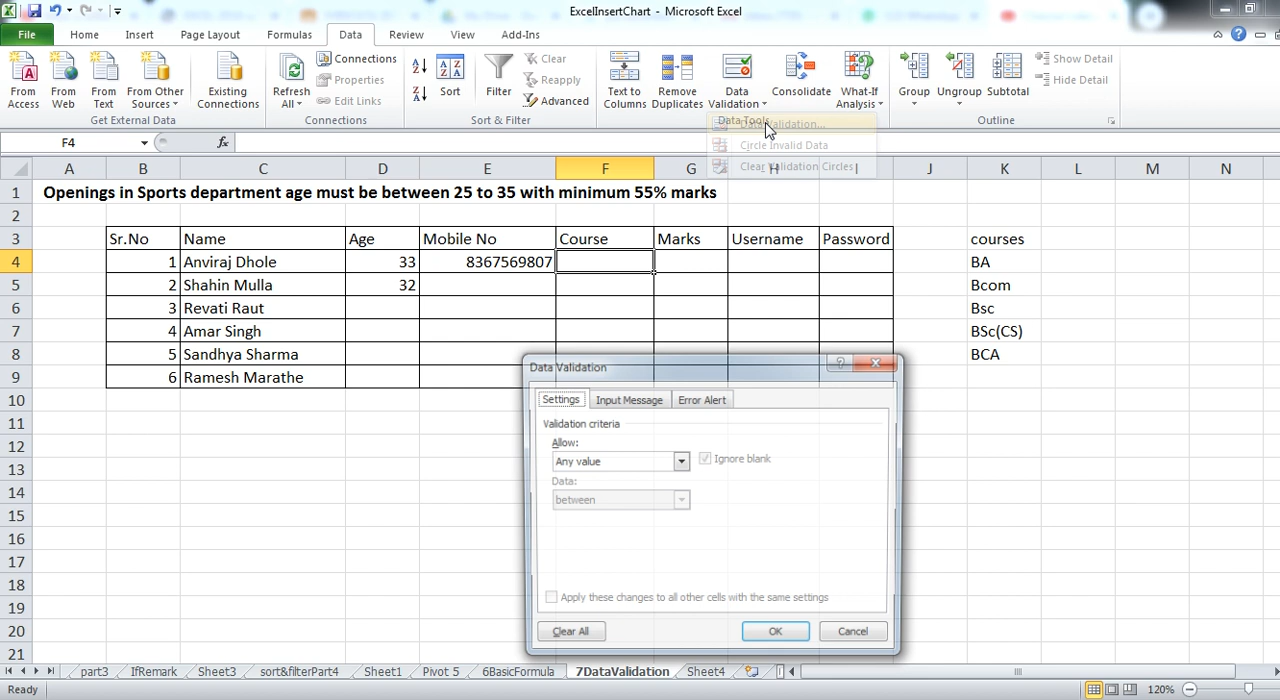 ExcelInsertChart - Microsoft Excel
File Home Insert Page Layout Formulas Data Review View Add-Ins
From Access
From Web
From Text
From Other Sources
Existing Connections
Get External Data
Refresh All
Connections
Properties
Edit Links
Connections
Sort
Filter
Clear
Reapply
Advanced
Sort & Filter
Text to Columns
Remove Duplicates
Data Validation
Consolidate
What-If Analysis
Data Tools
Data Validation...
Circle Invalid Data
Clear Validation Circles
Group
Ungroup
Subtotal
Show Detail
Hide Detail
Outline
F4 fx
A B C D E F G H I J K L M N
1 Openings in Sports department age must be between 25 to 35 with minimum 55% marks
2
3 Sr.No Name Age Mobile No Course Marks Username Password courses
4 1 Anviraj Dhole 33 8367569807 BA
5 2 Shahin Mulla 32 Bcom
6 3 Revati Raut Bsc
7 4 Amar Singh BSc(CS)
8 5 Sandhya Sharma BCA
9 6 Ramesh Marathe
10
11
12
13
14
15
16
17
18
19
20
21
Data Validation
Settings Input Message Error Alert
Validation criteria
Allow:
Any value Ignore blank
Data:
between
Apply these changes to all other cells with the same settings
Clear All OK Cancel
part3 IfRemark Sheet3 sort&filterPart4 Sheet1 Pivot 5 6BasicFormula 7DataValidation Sheet4
Ready 120%